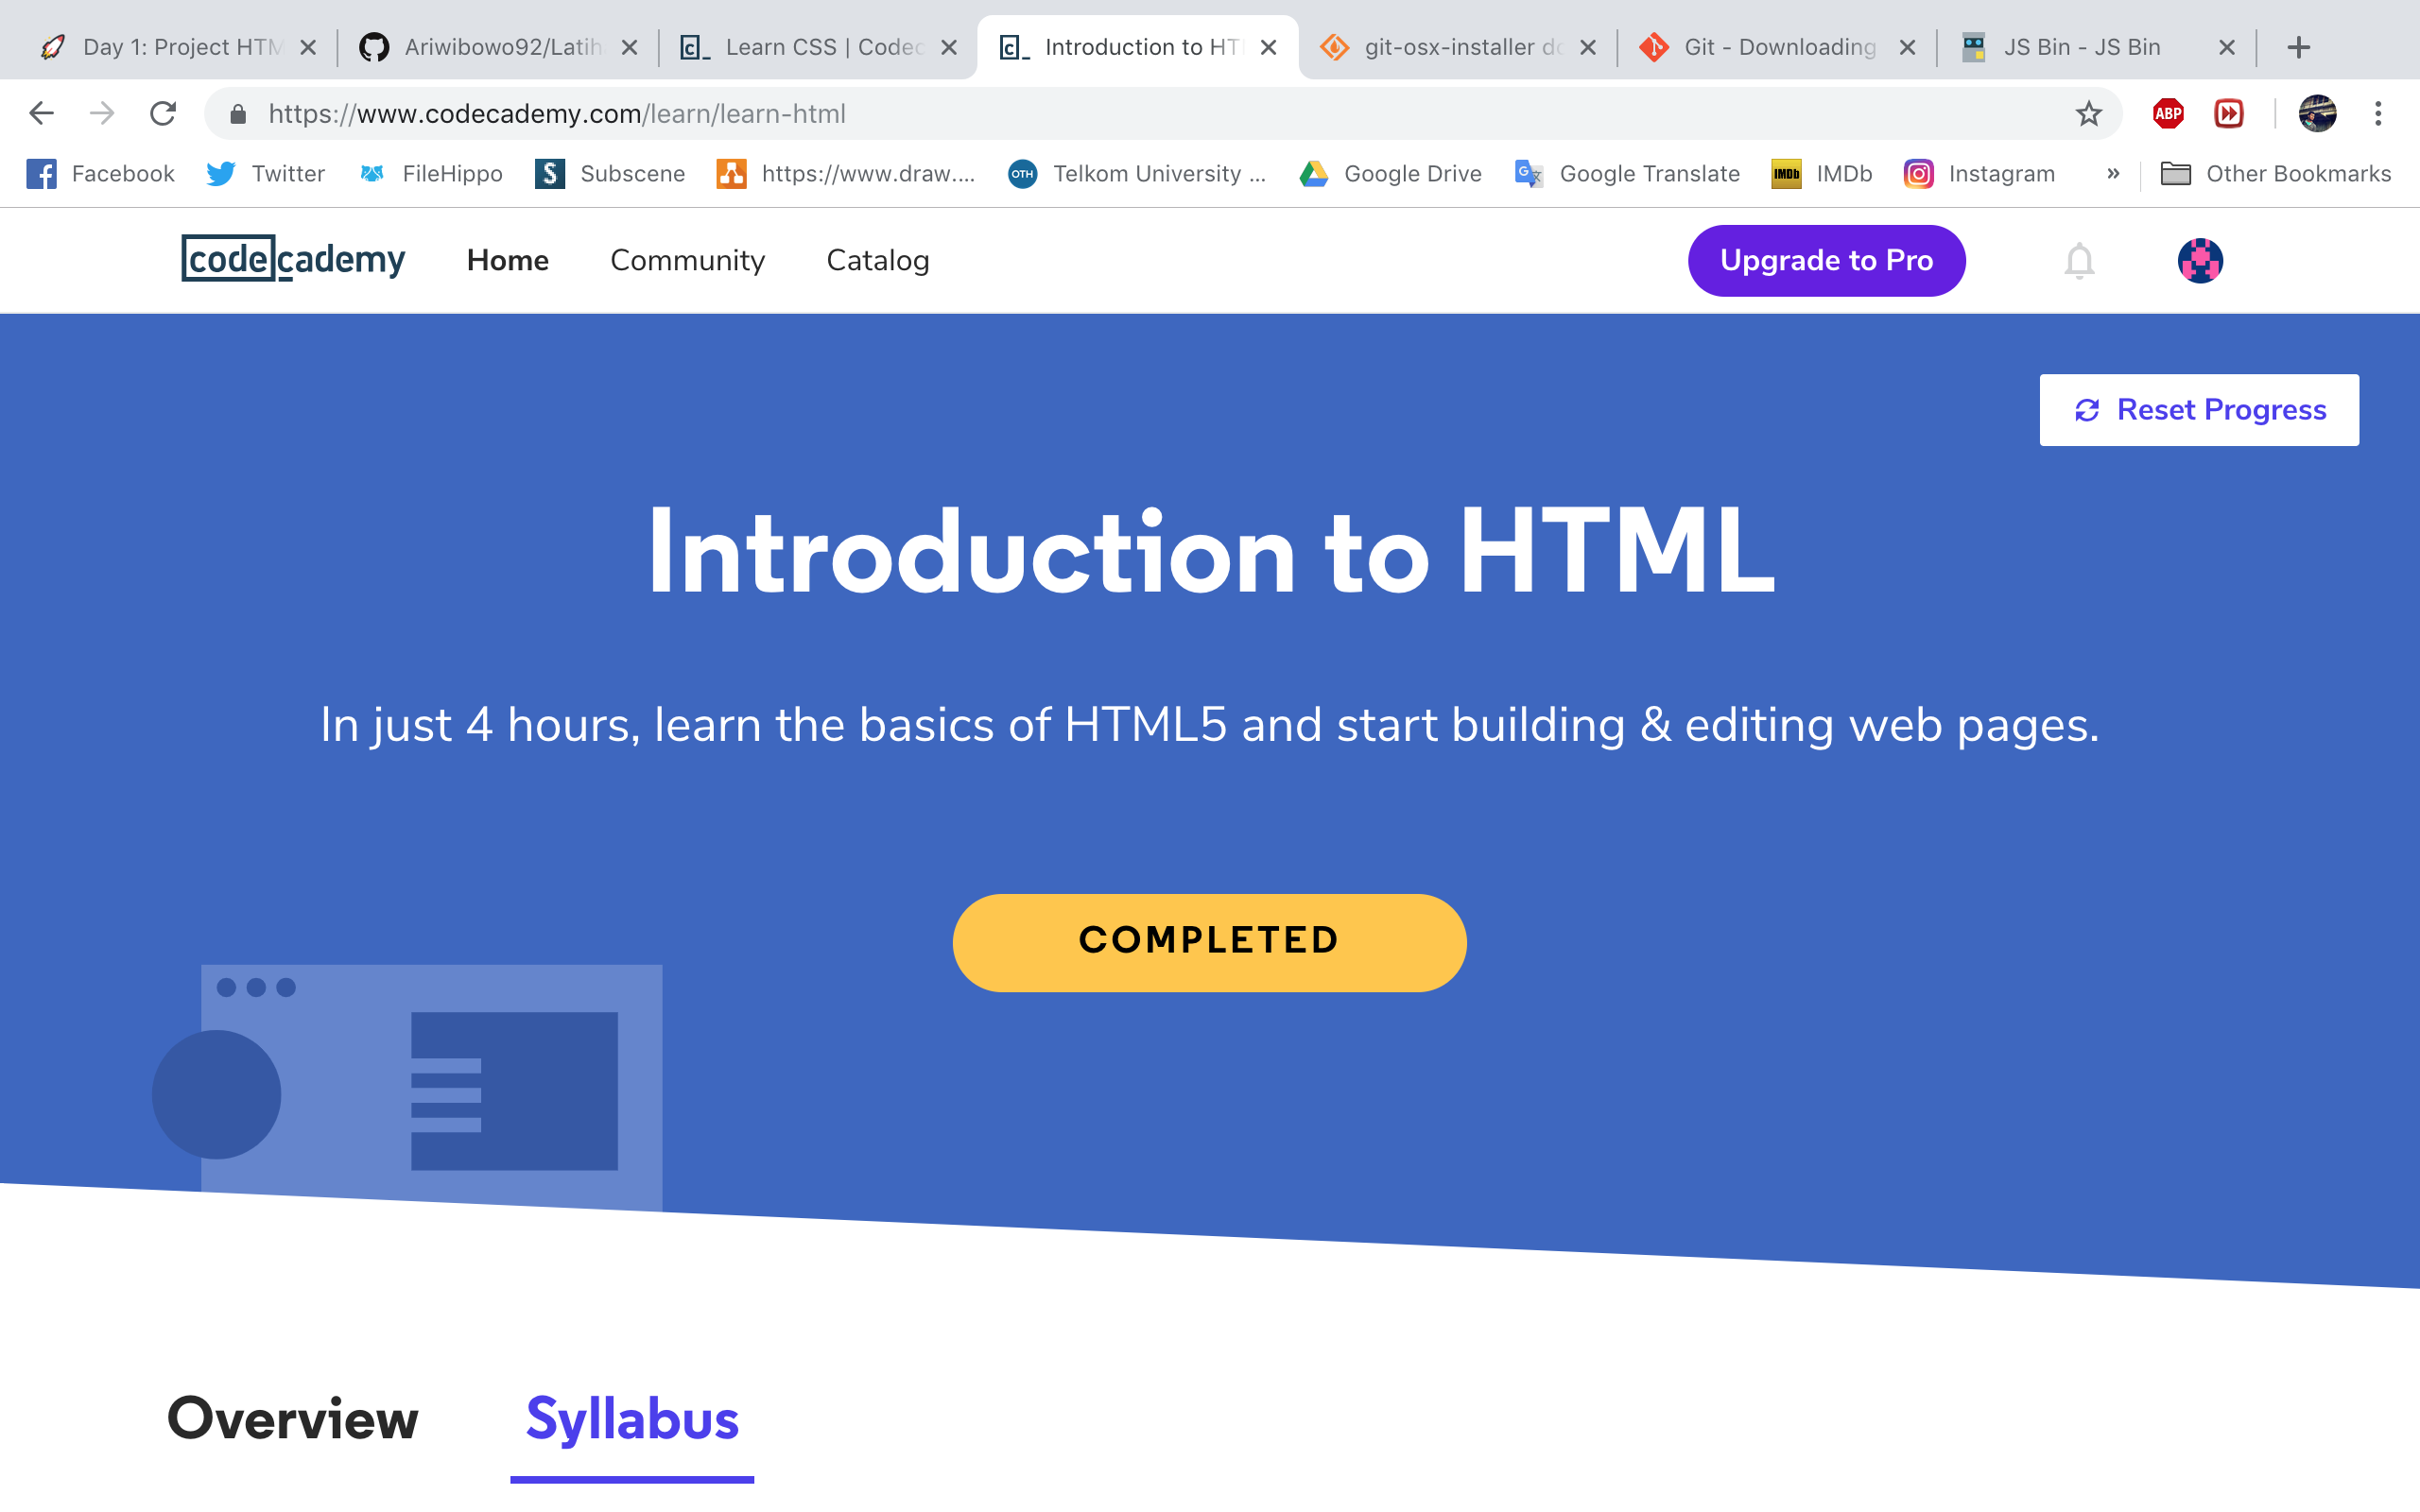 Day 1: Project HTM
Ariwibowo92/Latih
Learn CSS | Codec
Introduction to HT
git-osx-installer do
Git - Downloading
JS Bin - JS Bin
https://www.codecademy.com/learn/learn-html
ABP
Facebook
Twitter
FileHippo
S Subscene
https://www.draw....
OTH Telkom University ...
Google Drive
Google Translate
IMDb IMDb
Instagram
»
Other Bookmarks
codecademy
Home
Community
Catalog
Upgrade to Pro
Reset Progress
Introduction to HTML
In just 4 hours, learn the basics of HTML5 and start building & editing web pages.
COMPLETED
Overview
Syllabus